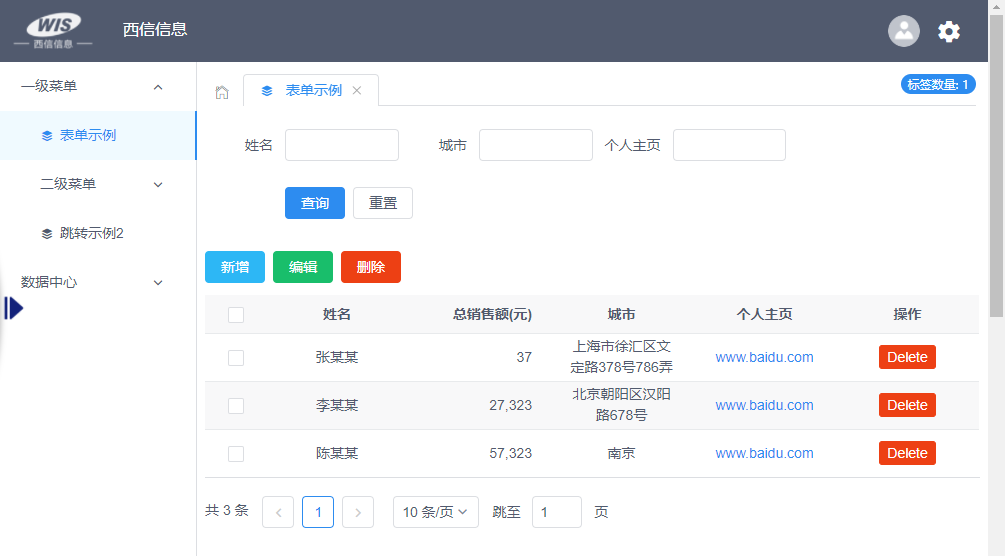 WIS
西信信息
西信信息
一级菜单
表单示例
二级菜单
跳转示例2
数据中心
表单示例
标签数量: 1
姓名
城市
个人主页
查询
重置
新增
编辑
删除
姓名 总销售额(元) 城市 个人主页 操作
张某某 37 上海市徐汇区文 www.baidu.com Delete
定路378号786弄
李某某 27,323 北京朝阳区汉阳 www.baidu.com Delete
路678号
陈某某 57,323 南京 www.baidu.com Delete
共 3 条 1 10 条/页 跳至 1 页